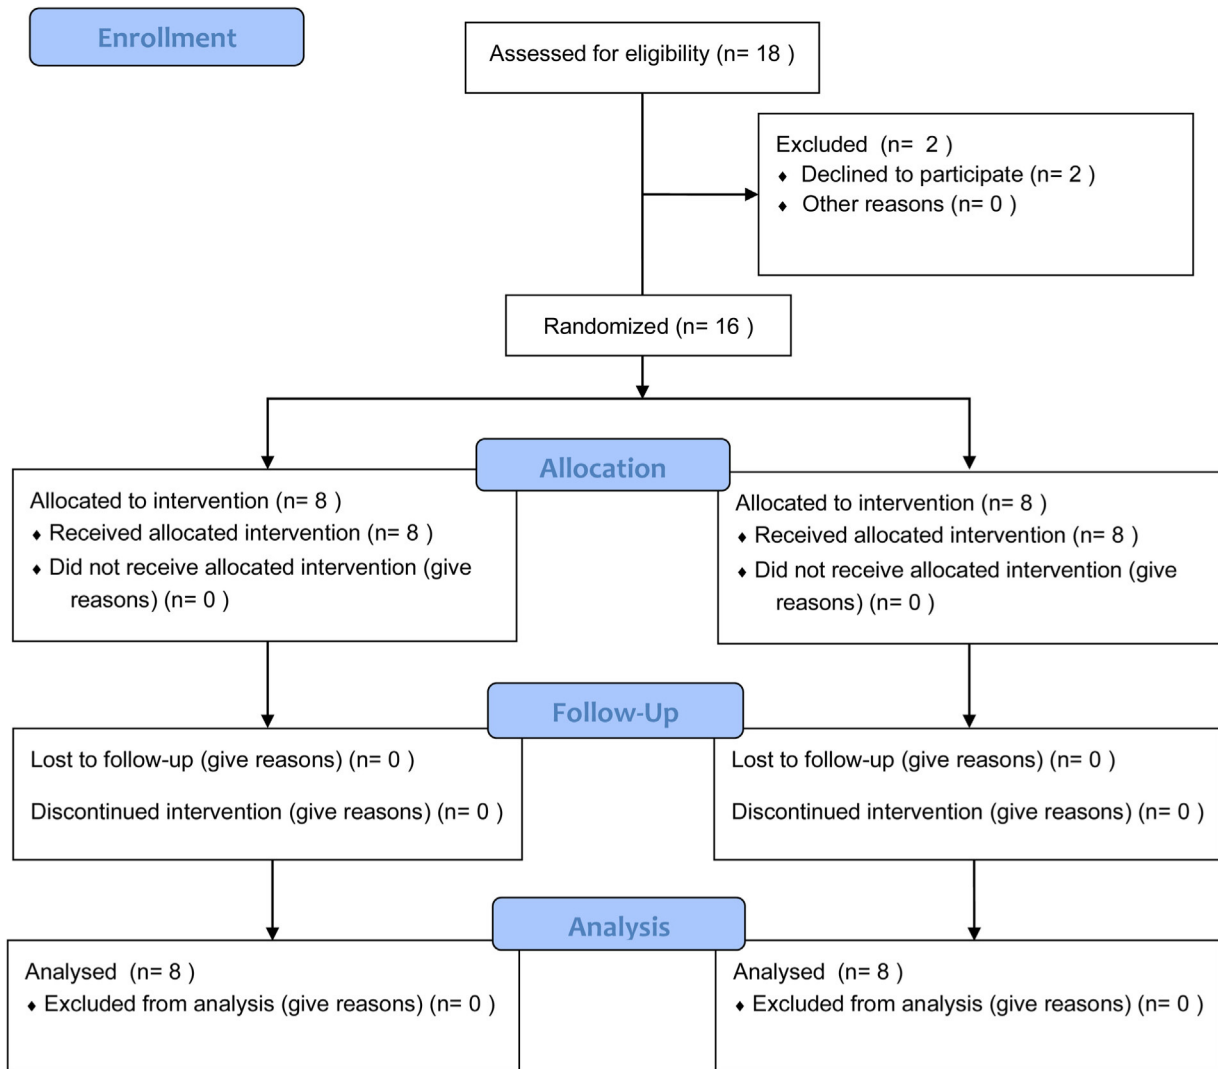 Enrollment
Assessed for eligibility (n= 18 )
Excluded (n= 2 )
♦ Declined to participate (n= 2 )
♦ Other reasons (n= 0 )
Randomized (n= 16 )
Allocation
Allocated to intervention (n= 8 )
♦ Received allocated intervention (n= 8 )
♦ Did not receive allocated intervention (give
reasons) (n= 0 )
Allocated to intervention (n= 8 )
♦ Received allocated intervention (n= 8 )
♦ Did not receive allocated intervention (give
reasons) (n= 0 )
Follow-Up
Lost to follow-up (give reasons) (n= 0 )
Discontinued intervention (give reasons) (n= 0 )
Lost to follow-up (give reasons) (n= 0 )
Discontinued intervention (give reasons) (n= 0 )
Analysis
Analysed (n= 8 )
♦ Excluded from analysis (give reasons) (n= 0 )
Analysed (n= 8 )
♦ Excluded from analysis (give reasons) (n= 0 )